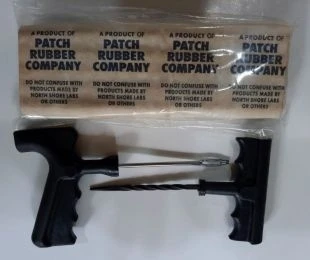 A PRODUCT OF
PATCH
RUBBER
COMPANY
DO NOT CONFUSE WITH
PRODUCTS MADE BY
NORTH SHORE LABS
OR OTHERS
A PRODUCT OF
PATCH
RUBBER
COMPANY
DO NOT CONFUSE WITH
PRODUCTS MADE BY
NORTH SHORE LABS
OR OTHERS
A PRODUCT OF
PATCH
RUBBER
COMPANY
DO NOT CONFUSE WITH
PRODUCTS MADE BY
NORTH SHORE LABS
OR OTHERS
A PRODUCT OF
PATCH
RUBBER
COMPANY
DO NOT CONFUSE WITH
PRODUCTS MADE BY
NORTH SHORE LABS
OR OTHERS